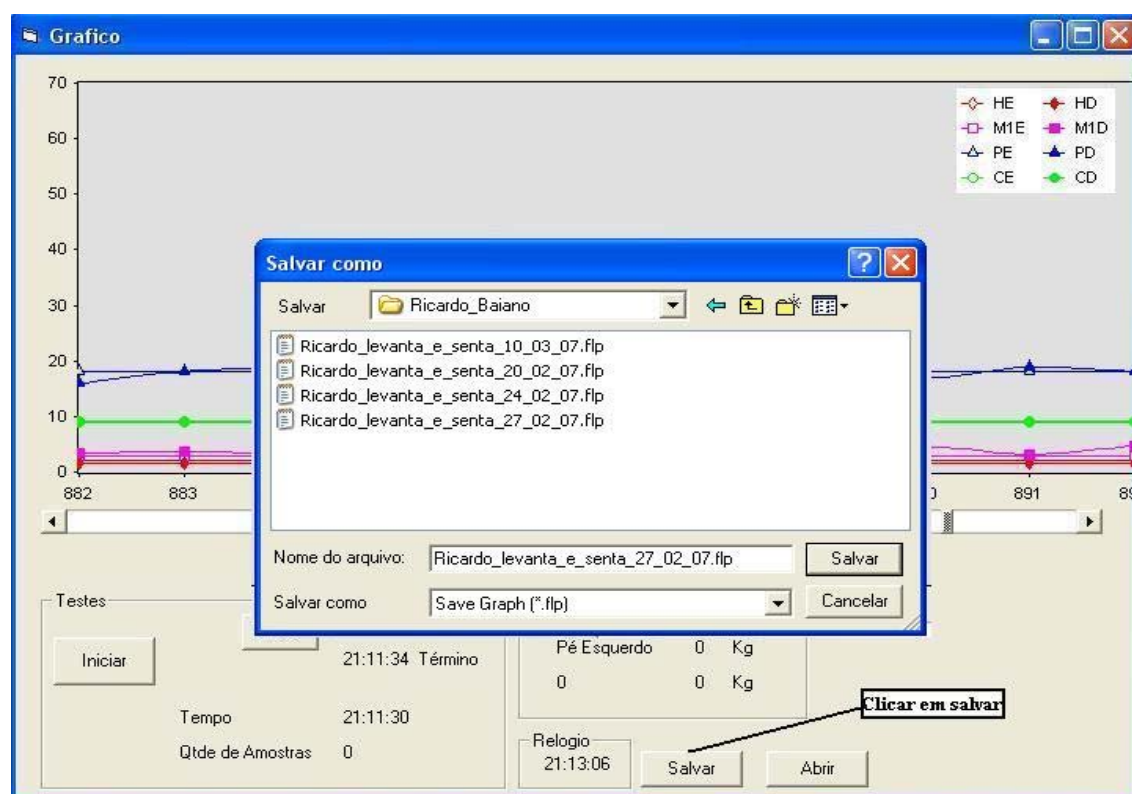 Grafico
70
60
50
40
30
20
10
0
HE HD
M1E M1D
PE PD
CE CD
882 883 891
Salvar como
Salvar Ricardo_Baiano
Ricardo_levanta_e_senta_10_03_07.flp
Ricardo_levanta_e_senta_20_02_07.flp
Ricardo_levanta_e_senta_24_02_07.flp
Ricardo_levanta_e_senta_27_02_07.flp
Nome do arquivo: Ricardo_levanta_e_senta_27_02_07.flp Salvar
Salvar como Save Graph (*.flp) Cancelar
Testes
Iniciar
21:11:34 Término
Tempo 21:11:30
Qtde de Amostras 0
Pé Esquerdo 0 Kg
0 0 Kg
Clicar em salvar
Relogio
21:13:06
Salvar
Abrir